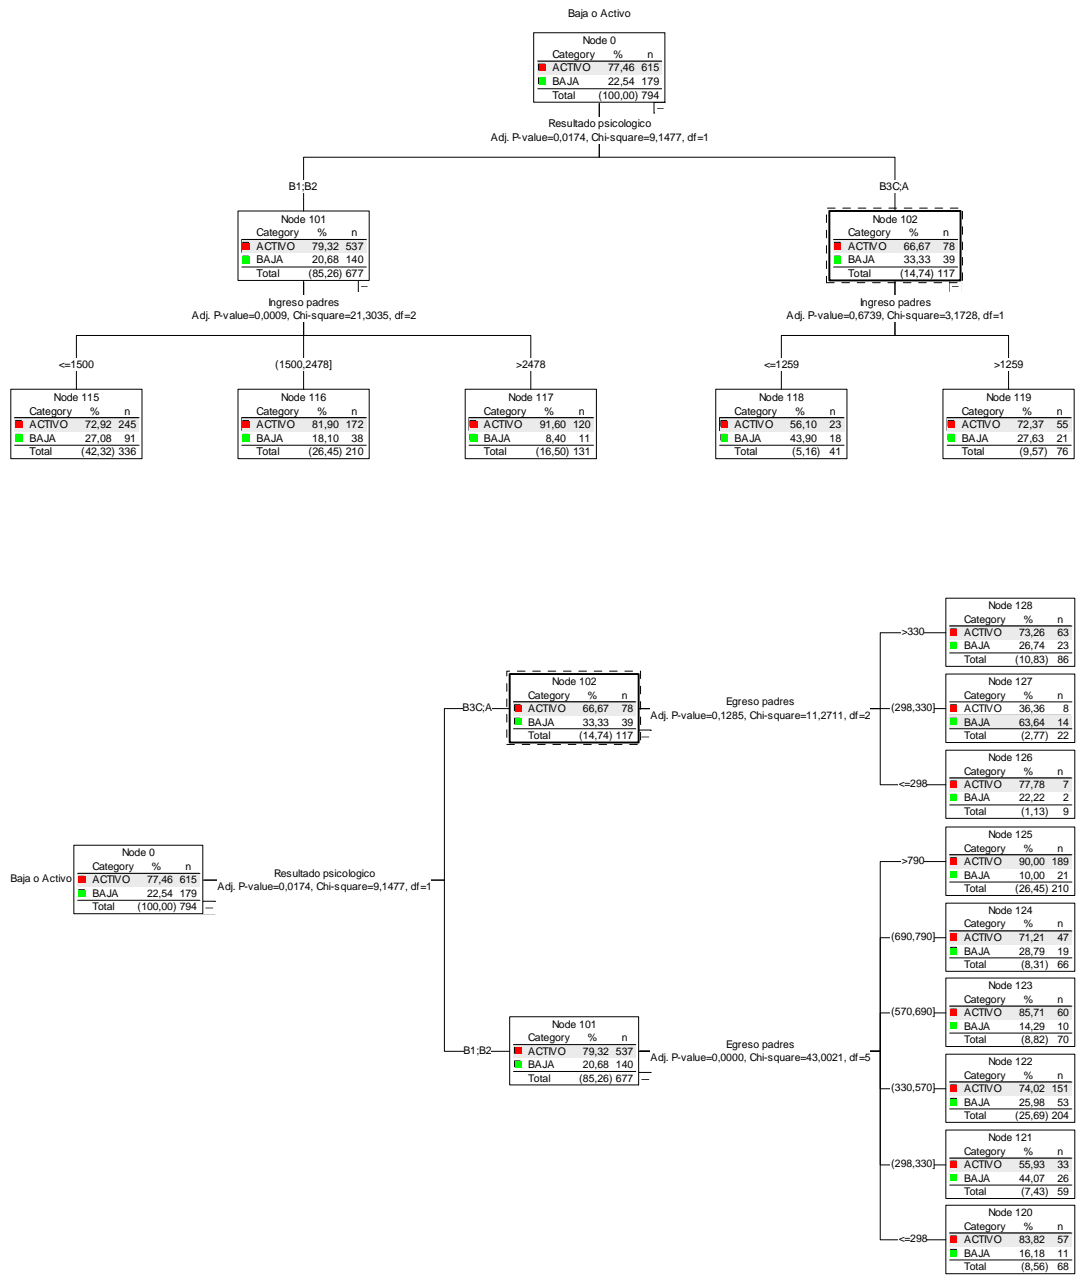 Baja o Activo
Node 0
Category % n
ACTIVO 77,46 615
BAJA 22,54 179
Total (100,00) 794
Resultado psicologico
Adj. P-value=0,0174, Chi-square=9,1477, df=1
B1;B2
B3C;A
Node 101
Category % n
ACTIVO 79,32 537
BAJA 20,68 140
Total (85,26) 677
Node 102
Category % n
ACTIVO 66,67 78
BAJA 33,33 39
Total (14,74) 117
Ingreso padres
Adj. P-value=0,0009, Chi-square=21,3035, df=2
Ingreso padres
Adj. P-value=0,6739, Chi-square=3,1728, df=1
<=1500
(1500,2478]
>2478
<=1259
>1259
Node 115
Category % n
ACTIVO 72,92 245
BAJA 27,08 91
Total (42,32) 336
Node 116
Category % n
ACTIVO 81,90 172
BAJA 18,10 38
Total (26,45) 210
Node 117
Category % n
ACTIVO 91,60 120
BAJA 8,40 11
Total (16,50) 131
Node 118
Category % n
ACTIVO 56,10 23
BAJA 43,90 18
Total (5,16) 41
Node 119
Category % n
ACTIVO 72,37 55
BAJA 27,63 21
Total (9,57) 76
Baja o Activo
Node 0
Category % n
ACTIVO 77,46 615
BAJA 22,54 179
Total (100,00) 794
Resultado psicologico
Adj. P-value=0,0174, Chi-square=9,1477, df=1
B3C;A
Node 102
Category % n
ACTIVO 66,67 78
BAJA 33,33 39
Total (14,74) 117
Egreso padres
Adj. P-value=0,1285, Chi-square=11,2711, df=2
>330
Node 128
Category % n
ACTIVO 73,26 63
BAJA 26,74 23
Total (10,83) 86
(298,330]
Node 127
Category % n
ACTIVO 36,36 8
BAJA 63,64 14
Total (2,77) 22
<=298
Node 126
Category % n
ACTIVO 77,78 7
BAJA 22,22 2
Total (1,13) 9
B1;B2
Node 101
Category % n
ACTIVO 79,32 537
BAJA 20,68 140
Total (85,26) 677
Egreso padres
Adj. P-value=0,0000, Chi-square=43,0021, df=5
>790
Node 125
Category % n
ACTIVO 90,00 189
BAJA 10,00 21
Total (26,45) 210
(690,790]
Node 124
Category % n
ACTIVO 71,21 47
BAJA 28,79 19
Total (8,31) 66
(570,690]
Node 123
Category % n
ACTIVO 85,71 60
BAJA 14,29 10
Total (8,82) 70
(330,570]
Node 122
Category % n
ACTIVO 74,02 151
BAJA 25,98 53
Total (25,69) 204
(298,330]
Node 121
Category % n
ACTIVO 55,93 33
BAJA 44,07 26
Total (7,43) 59
<=298
Node 120
Category % n
ACTIVO 83,82 57
BAJA 16,18 11
Total (8,56) 68